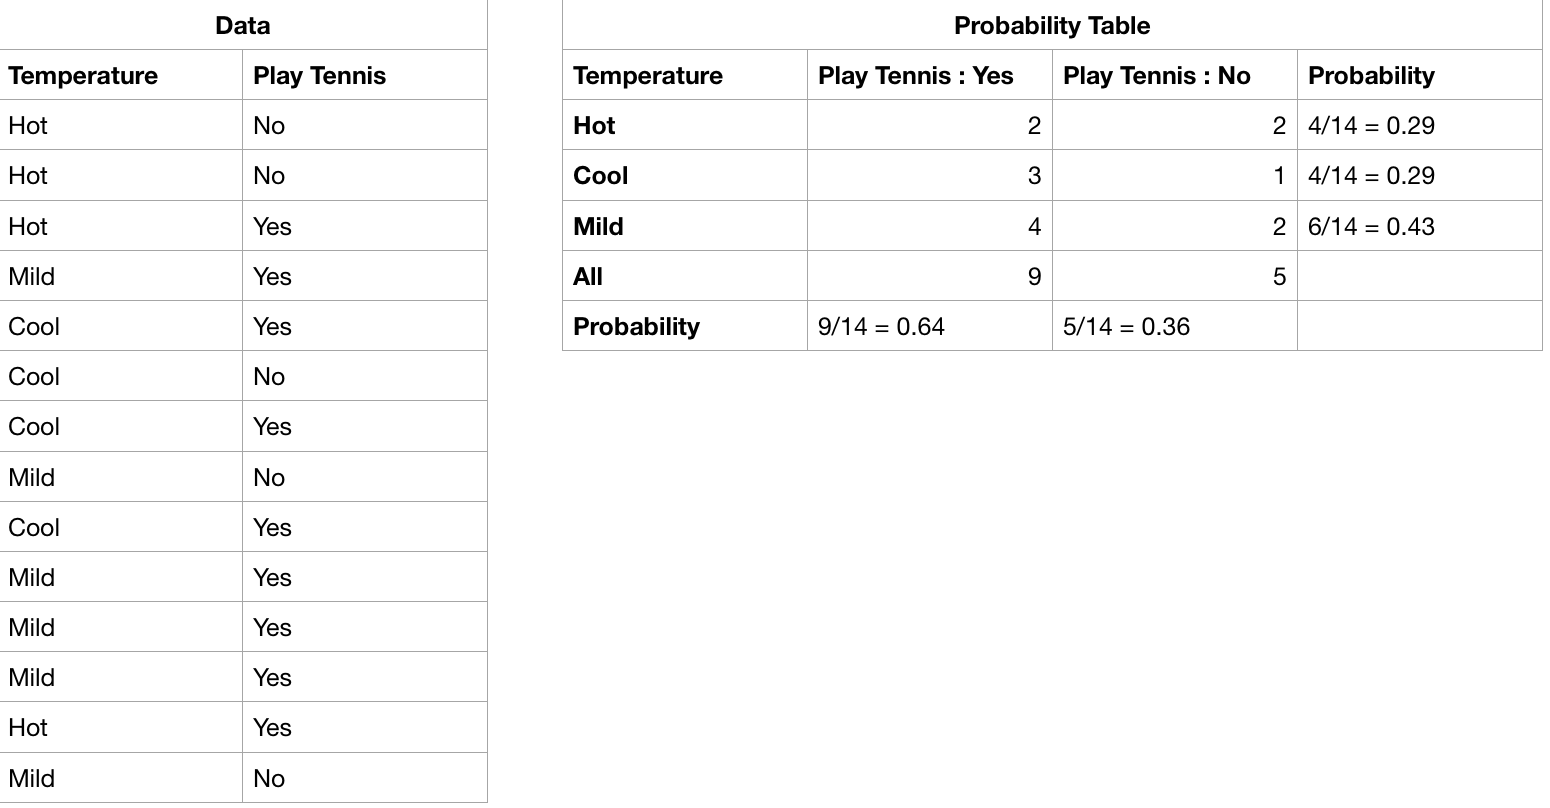 Data
Temperature Play Tennis
Hot No
Hot No
Hot Yes
Mild Yes
Cool Yes
Cool No
Cool Yes
Mild No
Cool Yes
Mild Yes
Mild Yes
Mild Yes
Hot Yes
Mild No
Probability Table
Temperature Play Tennis : Yes Play Tennis : No Probability
Hot 2 2 4/14 = 0.29
Cool 3 1 4/14 = 0.29
Mild 4 2 6/14 = 0.43
All 9 5
Probability 9/14 = 0.64 5/14 = 0.36